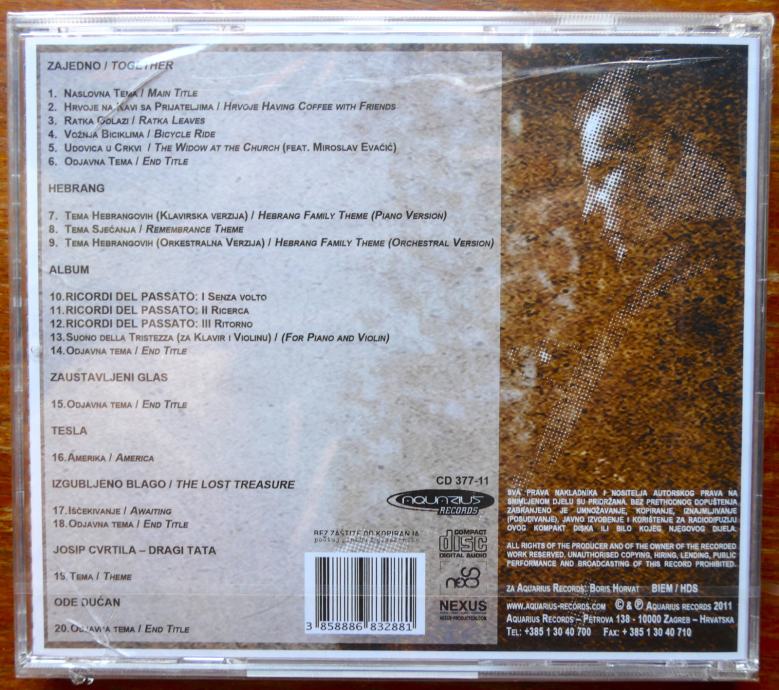 ZAJEDNO / TOGETHER
1. NASLOVNA TEMA / MAIN TITLE
2. HRVOJE NA KAVI SA PRIJATELJIMA / HRVOJE HAVING COFFEE WITH FRIENDS
3. RATKA ODLAZI / RATKA LEAVES
4. VOŽNJA BICIKLIMA / BICYCLE RIDE
5. UDOVICA U CRKVI / THE WIDOW AT THE CHURCH (FEAT. MIROSLAV EVAČIĆ)
6. ODJAVNA TEMA / END TITLE
HEBRANG
7. TEMA HEBRANGOVIH (KLAVIRSKA VERZIJA) / HEBRANG FAMILY THEME (PIANO VERSION)
8. TEMA SJEĆANJA / REMEMBRANCE THEME
9. TEMA HEBRANGOVIH (ORKESTRALNA VERZIJA) / HEBRANG FAMILY THEME (ORCHESTRAL VERSION)
ALBUM
10. RICORDI DEL PASSATO: I SENZA VOLTO
11. RICORDI DEL PASSATO: II RICERCA
12. RICORDI DEL PASSATO: III RITORNO
13. SUONO DELLA TRISTEZZA (ZA KLAVIR I VIOLINU) / (FOR PIANO AND VIOLIN)
14. ODJAVNA TEMA / END TITLE
ZAUSTAVLJENI GLAS
15. ODJAVNA TEMA / END TITLE
TESLA
16. AMERIKA / AMERICA
IZGUBLJENO BLAGO / THE LOST TREASURE
17. IŠČEKIVANJE / AWAITING
18. ODJAVNA TEMA / END TITLE
JOSIP CVRTILA – DRAGI TATA
19. TEMA / THEME
ODE DUĆAN
20. ODJAVNA TEMA / END TITLE
CD 377-11
AQUARIUS
RECORDS
BEZ ZAŠTITE OD KOPIRANJA
COMPACT
disc
DIGITAL AUDIO
NEXUS
3 858886 832881
SVA PRAVA NAKLADNIKA I NOSITELJA AUTORSKOG PRAVA NA
SNIMLJENOM DJELU SU PRIDRŽANA. BEZ PRETHODNOG DOPUŠTENJA
ZABRANJENO JE UMNOŽAVANJE, KOPIRANJE, IZNAJMLJIVANJE
(POSUĐIVANJE), JAVNO IZVOĐENJE I KORIŠTENJE ZA RADIODIFUZIJU
OVOG KOMPAKT DISKA ILI BILO KOJEG NJEGOVOG DIJELA.
ALL RIGHTS OF THE PRODUCER AND OF THE OWNER OF THE RECORDED
WORK RESERVED. UNAUTHORISED COPYING, HIRING, LENDING, PUBLIC
PERFORMANCE AND BROADCASTING OF THIS RECORD PROHIBITED.
ZA AQUARIUS RECORDS: BORIS HORVAT BIEM / HDS
WWW.AQUARIUS-RECORDS.COM © & ℗ AQUARIUS RECORDS 2011
AQUARIUS RECORDS – PETROVA 138 - 10000 ZAGREB – HRVATSKA
TEL: +385 1 30 40 700 FAX: + 385 1 30 40 710